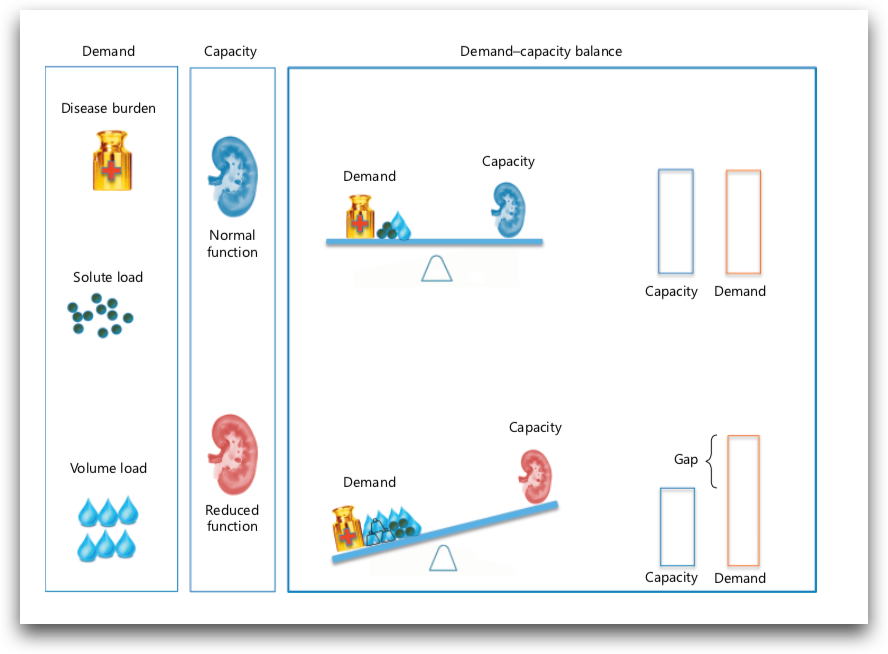 Demand
Capacity
Demand–capacity balance
Disease burden
Normal
function
Solute load
Reduced
function
Volume load
Demand
Capacity
Capacity
Demand
Demand
Capacity
Gap
Capacity
Demand